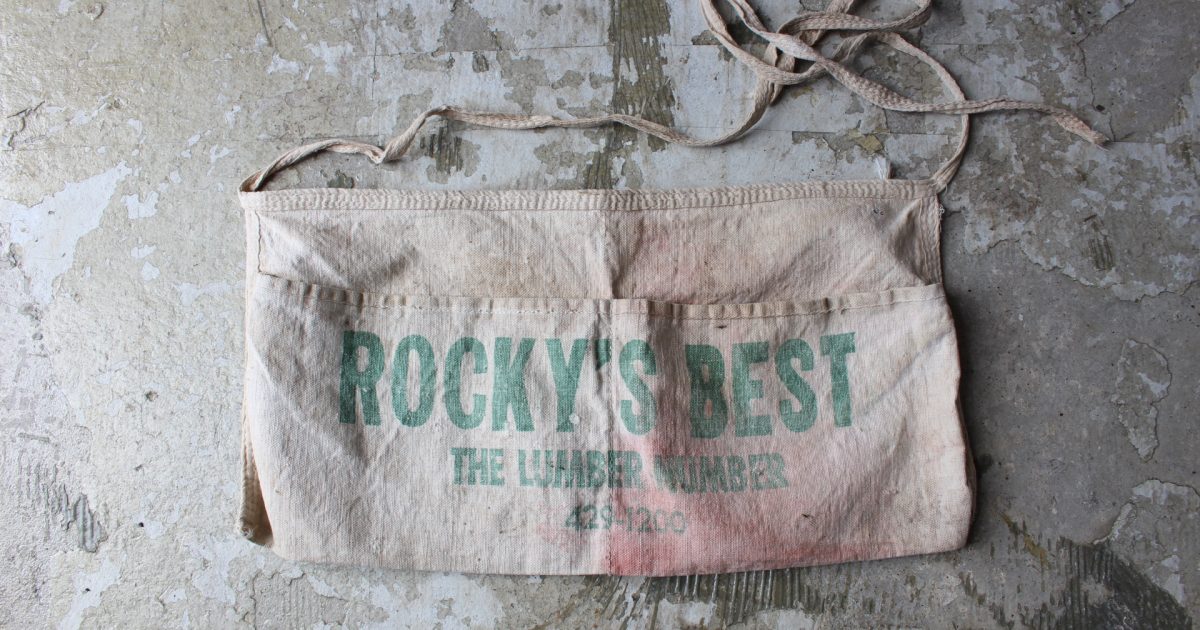 ROCKY'S BEST
THE LUMBER NUMBER
429-1200